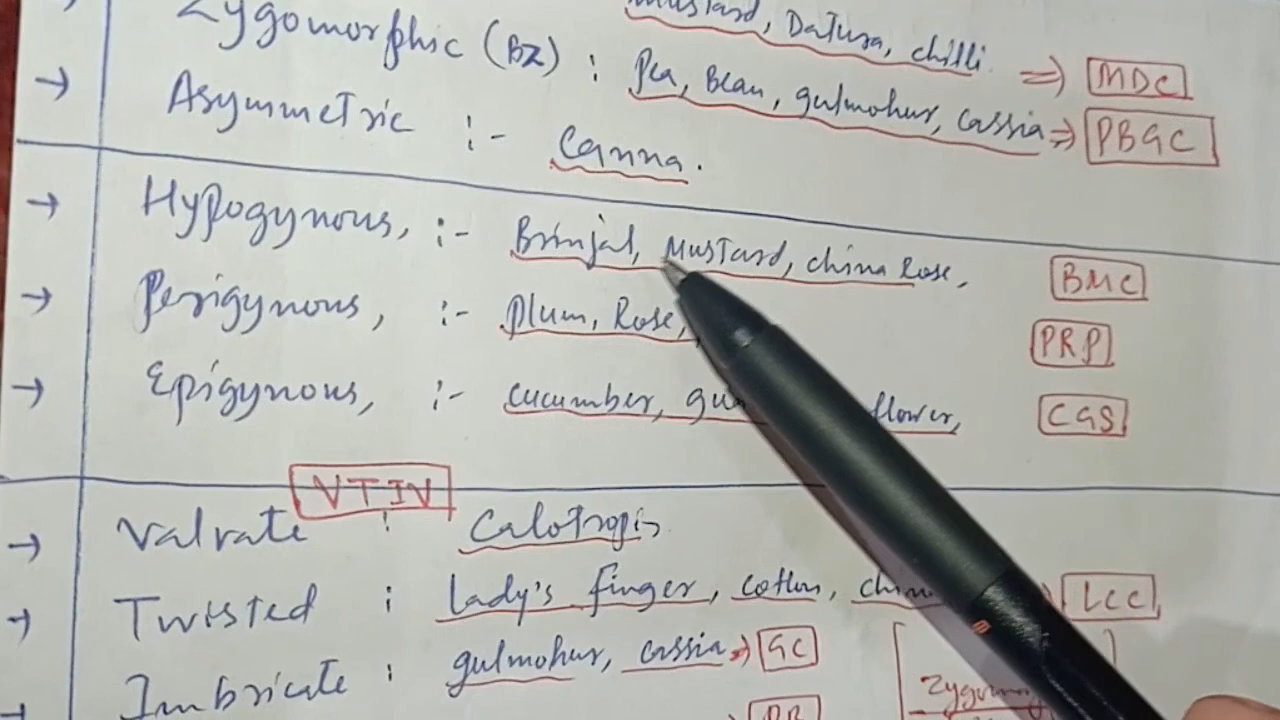 Mustard, Datura, chilli. => MDC
Zygomorphic (BZ) : Pea, Bean, gulmohur, cassia => PBGC
→ Asymmetric :- Canna.
→ Hypogynous, :- Brinjal, Mustard, china Rose, BMC
→ Perigynous, :- Plum, Rose, PRP
→ Epigynous, :- cucumber, flower, CGS
VTIV
→ Valvate : Calotropis
→ Twisted : Lady's finger, cotton, LCC,
Imbricate : gulmohur, cassia → GC